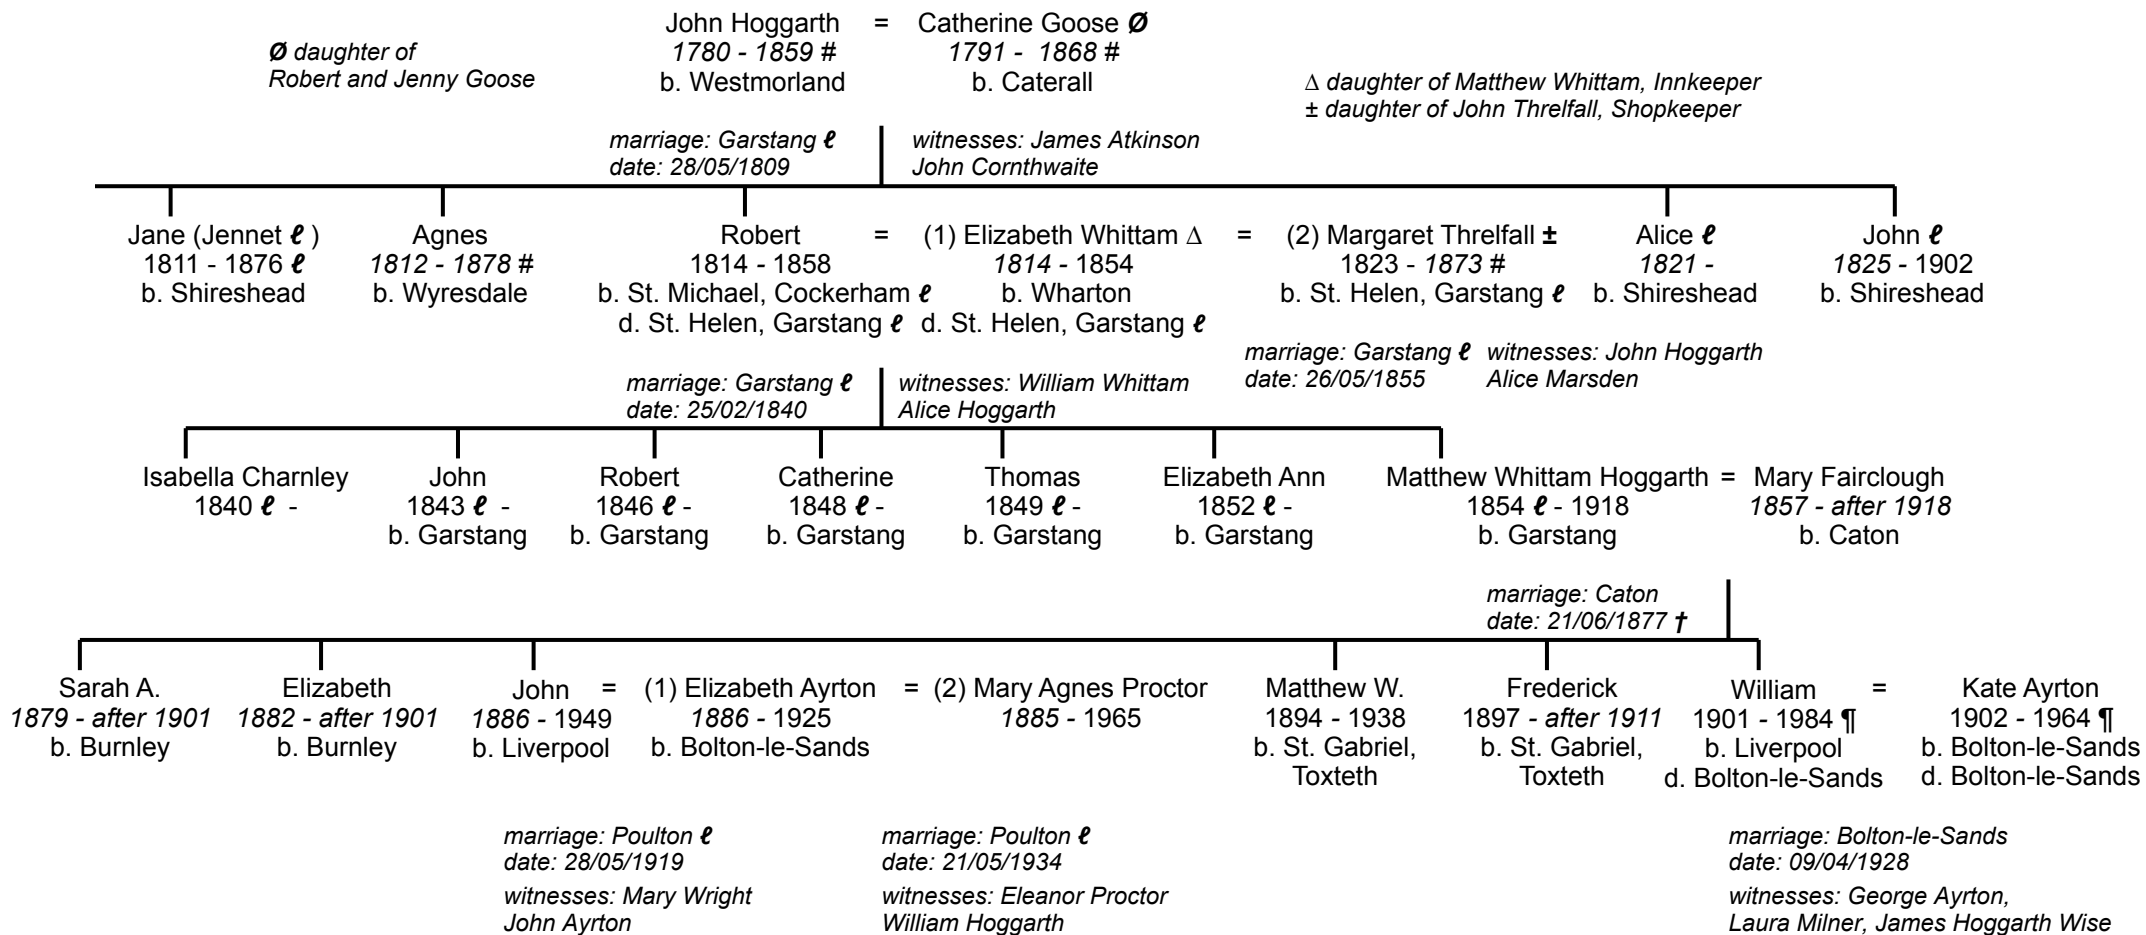 John Hoggarth = Catherine Goose Ø
1780 - 1859 # 1791 - 1868 #
b. Westmorland b. Caterall
Ø daughter of
Robert and Jenny Goose
Δ daughter of Matthew Whittam, Innkeeper
± daughter of John Threlfall, Shopkeeper
marriage: Garstang ℓ witnesses: James Atkinson
date: 28/05/1809 John Cornthwaite
Jane (Jennet ℓ ) Agnes Robert = (1) Elizabeth Whittam Δ = (2) Margaret Threlfall ± Alice ℓ John ℓ
1811 - 1876 ℓ 1812 - 1878 # 1814 - 1858 1814 - 1854 1823 - 1873 # 1821 - 1825 - 1902
b. Shireshead b. Wyresdale b. St. Michael, Cockerham ℓ b. Wharton b. St. Helen, Garstang ℓ b. Shireshead b. Shireshead
d. St. Helen, Garstang ℓ d. St. Helen, Garstang ℓ
marriage: Garstang ℓ witnesses: John Hoggarth
date: 26/05/1855 Alice Marsden
marriage: Garstang ℓ witnesses: William Whittam
date: 25/02/1840 Alice Hoggarth
Isabella Charnley John Robert Catherine Thomas Elizabeth Ann Matthew Whittam Hoggarth = Mary Fairclough
1840 ℓ - 1843 ℓ - 1846 ℓ - 1848 ℓ - 1849 ℓ - 1852 ℓ - 1854 ℓ - 1918 1857 - after 1918
b. Garstang b. Garstang b. Garstang b. Garstang b. Garstang b. Garstang b. Caton
marriage: Caton
date: 21/06/1877 †
Sarah A. Elizabeth John = (1) Elizabeth Ayrton = (2) Mary Agnes Proctor Matthew W. Frederick William = Kate Ayrton
1879 - after 1901 1882 - after 1901 1886 - 1949 1886 - 1925 1885 - 1965 1894 - 1938 1897 - after 1911 1901 - 1984 ¶ 1902 - 1964 ¶
b. Burnley b. Burnley b. Liverpool b. Bolton-le-Sands b. St. Gabriel, b. St. Gabriel, b. Liverpool b. Bolton-le-Sands
Toxteth Toxteth d. Bolton-le-Sands d. Bolton-le-Sands
marriage: Poulton ℓ marriage: Poulton ℓ marriage: Bolton-le-Sands
date: 28/05/1919 date: 21/05/1934 date: 09/04/1928
witnesses: Mary Wright witnesses: Eleanor Proctor witnesses: George Ayrton,
John Ayrton William Hoggarth Laura Milner, James Hoggarth Wise